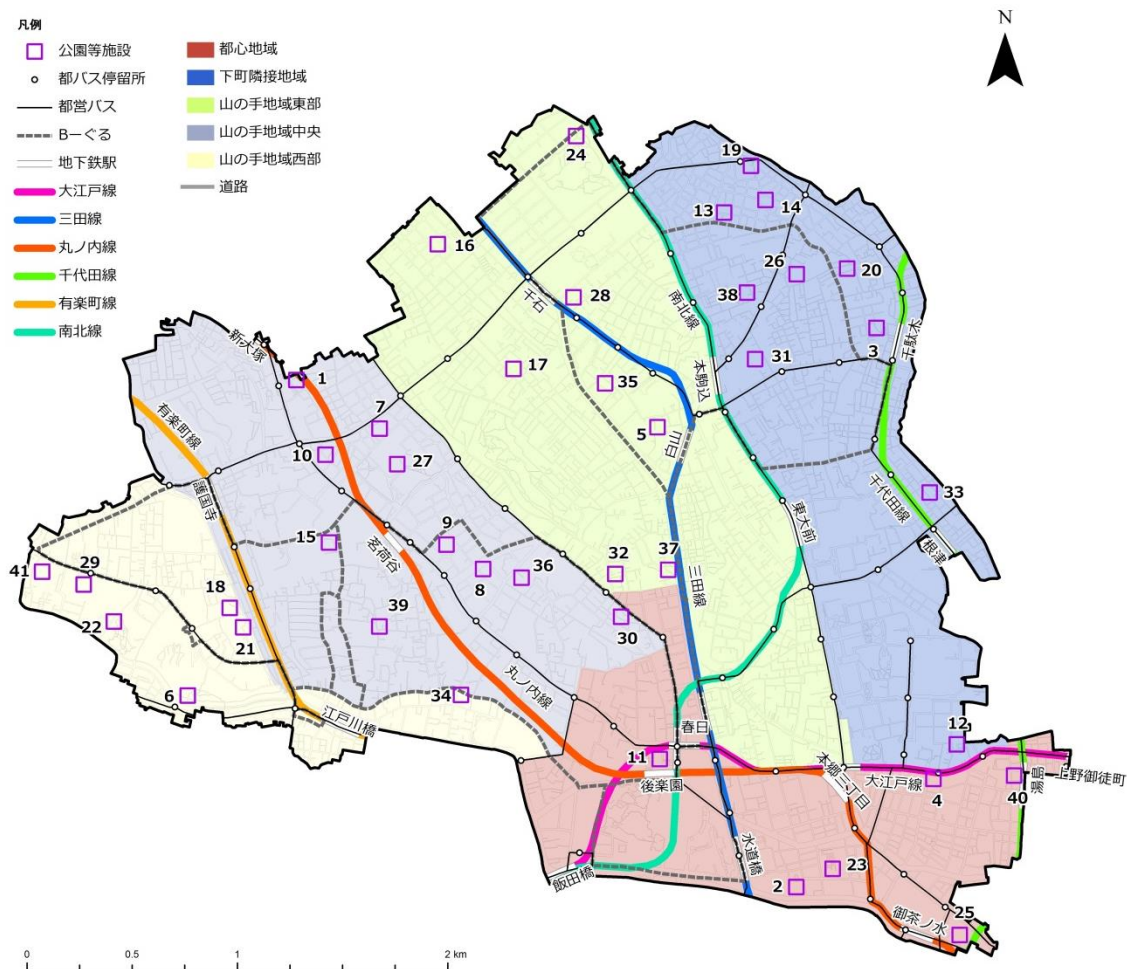 凡例
公園等施設
都バス停留所
都営バス
Bーぐる
地下鉄駅
大江戸線
三田線
丸ノ内線
千代田線
有楽町線
南北線
都心地域
下町隣接地域
山の手地域東部
山の手地域中央
山の手地域西部
道路
N
24
19
14
13
16
26
20
38
28
千石
南北線
3
千駄木
31
新大塚
1
17
35
本駒込
有楽町線
7
5
白山
10
27
護国寺
千代田線
33
東大前
根津
15
9
茗荷谷
41
29
8
36
32
37
三田線
18
22
21
39
30
6
34
丸ノ内線
江戸川橋
春日
12
11
後楽園
本郷三丁目
大江戸線
4
40
湯島
上野御徒町
水道橋
飯田橋
2
23
御茶ノ水
25
0
0.5
1
2 km